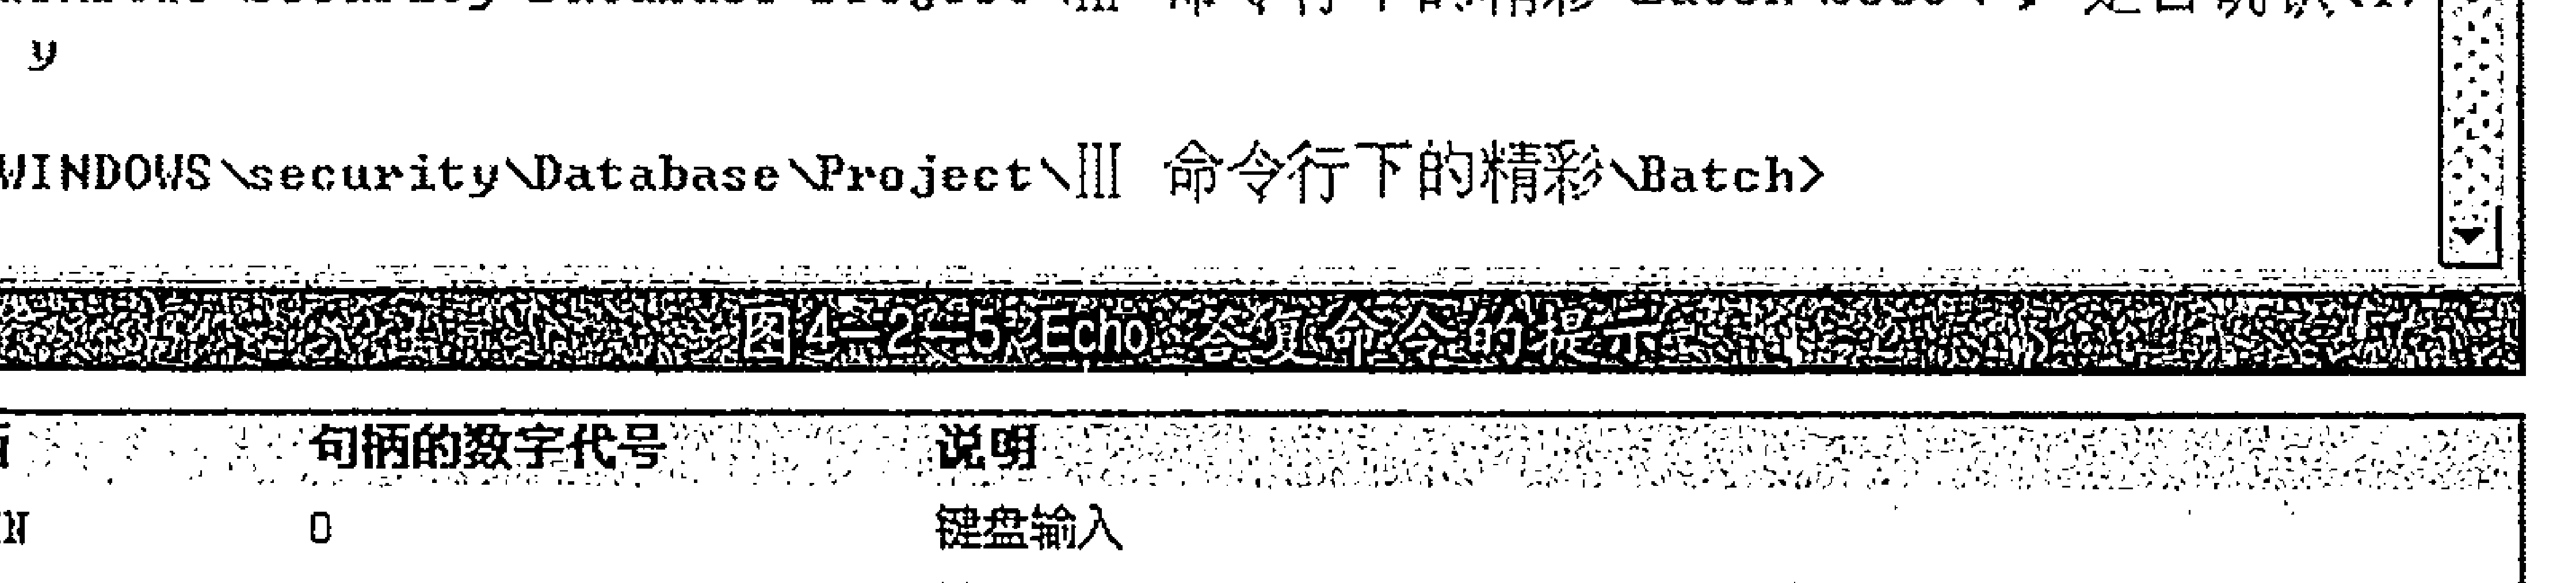 y
WINDOWS\security\Database\Project\III 命令行下的精彩\Batch>
图4-2-5 Echo 答复命令的提示
句柄的数字代号 说明
0 键盘输入